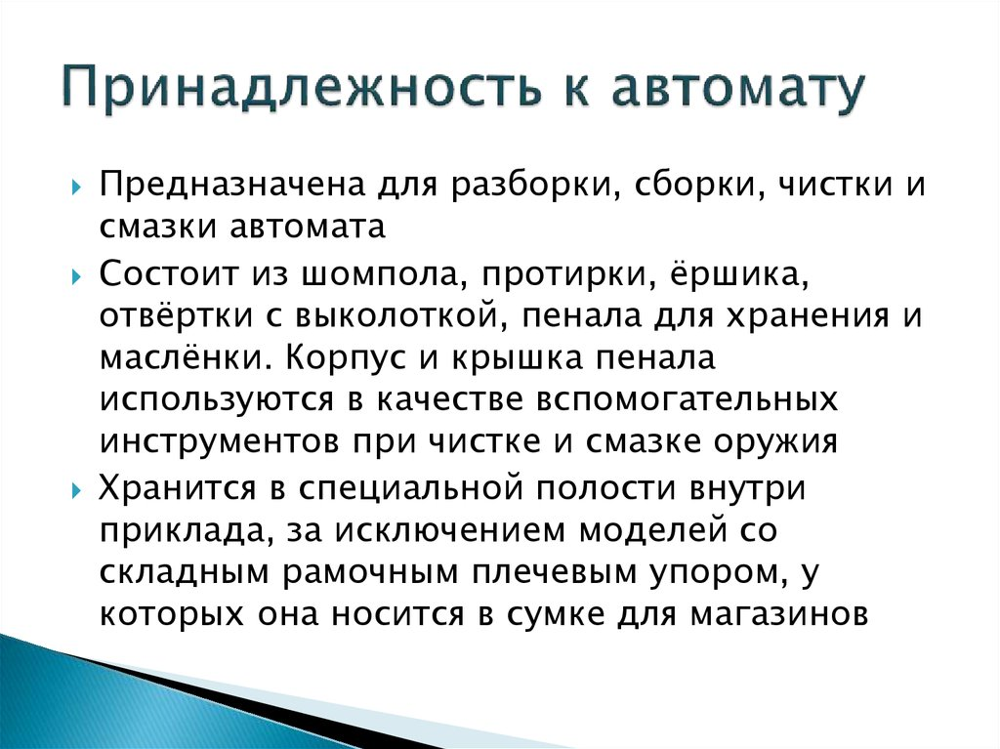 Принадлежность к автомату
Предназначена для разборки, сборки, чистки и
смазки автомата
Состоит из шомпола, протирки, ёршика,
отвёртки с выколоткой, пенала для хранения и
маслёнки. Корпус и крышка пенала
используются в качестве вспомогательных
инструментов при чистке и смазке оружия
Хранится в специальной полости внутри
приклада, за исключением моделей со
складным рамочным плечевым упором, у
которых она носится в сумке для магазинов